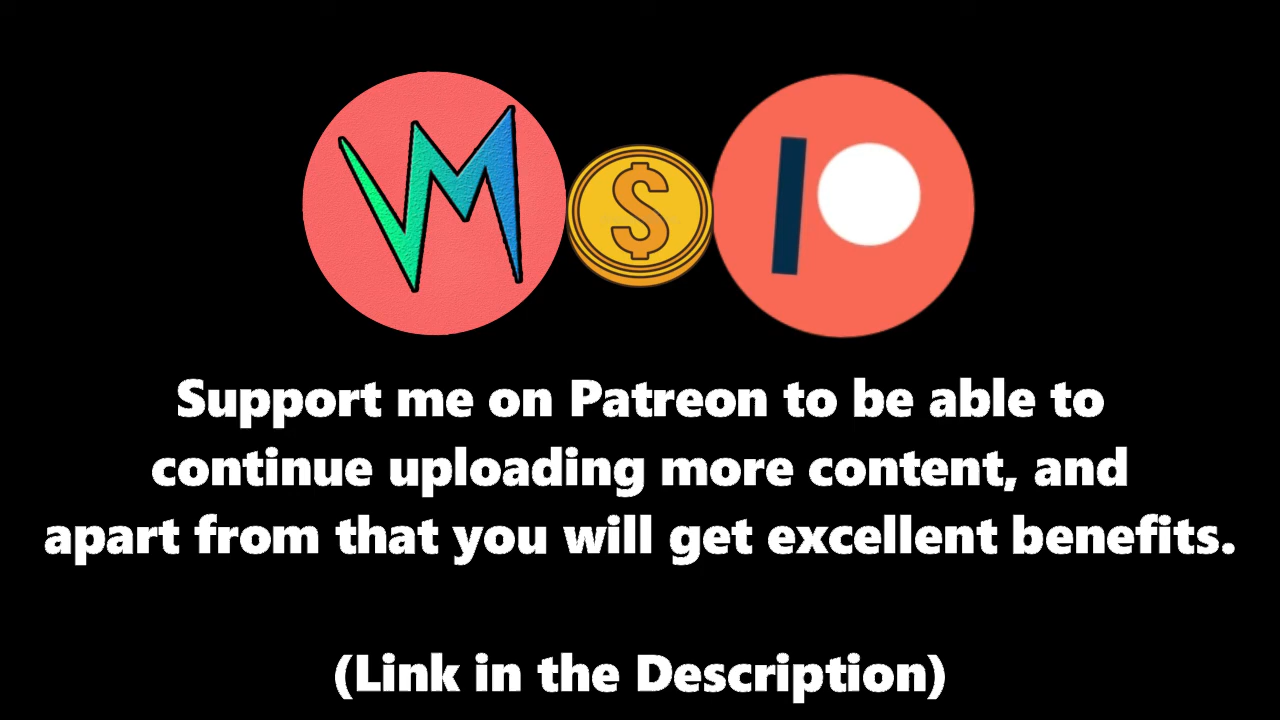 VM
$
Support me on Patreon to be able to
continue uploading more content, and
apart from that you will get excellent benefits.
(Link in the Description)